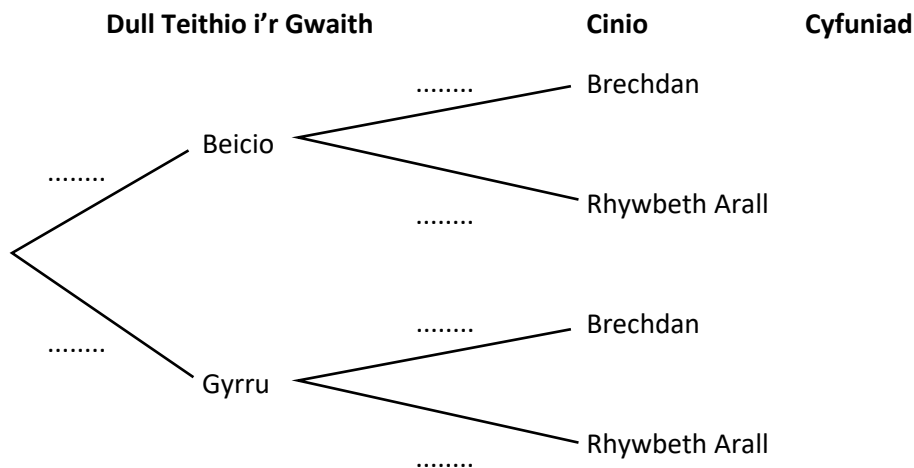 Dull Teithio i’r Gwaith Cinio Cyfuniad
........ Brechdan
Beicio
........
........ Rhywbeth Arall
........ Brechdan
........
Gyrru
........ Rhywbeth Arall